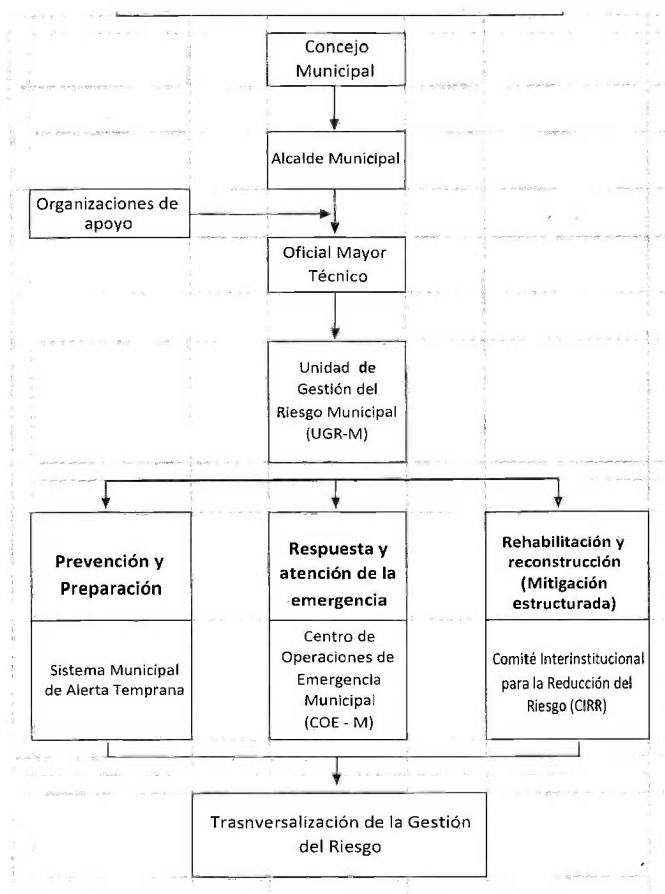 Concejo
Municipal
Alcalde Municipal
Organizaciones de
apoyo
Oficial Mayor
Técnico
Unidad de
Gestión del
Riesgo Municipal
(UGR-M)
Prevención y
Preparación
Respuesta y
atención de la
emergencia
Rehabilitación y
reconstrucción
(Mitigación
estructurada)
Sistema Municipal
de Alerta Temprana
Centro de
Operaciones de
Emergencia
Municipal
(COE - M)
Comité Interinstitucional
para la Reducción del
Riesgo (CIRR)
Trasnversalización de la Gestión
del Riesgo